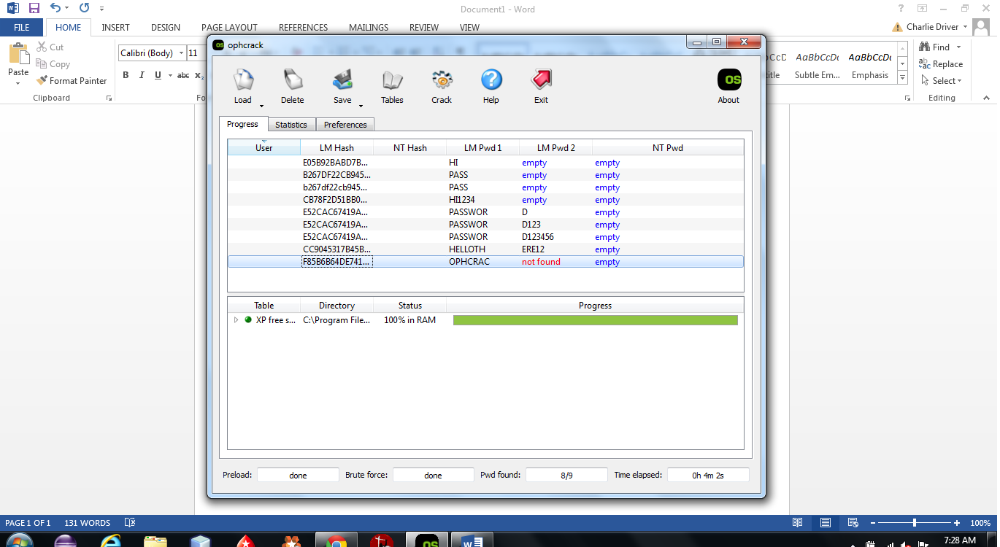 Document1 - Word
FILE HOME INSERT DESIGN PAGE LAYOUT REFERENCES MAILINGS REVIEW VIEW
Charlie Driver
Paste
Cut
Copy
Format Painter
Clipboard
Calibri (Body) 11
B I U abc x₂
ophcrack
Load Delete Save Tables Crack Help Exit
OS
About
Progress Statistics Preferences
User LM Hash NT Hash LM Pwd 1 LM Pwd 2 NT Pwd
E05B92BABD7B... HI empty empty
B267DF22CB945... PASS empty empty
b267df22cb945... PASS empty empty
CB78F2D51BB0... HI1234 empty empty
E52CAC67419A... PASSWOR D empty
E52CAC67419A... PASSWOR D123 empty
E52CAC67419A... PASSWOR D123456 empty
CC9045317B45B... HELLOTH ERE12 empty
F85B6B64DE741... OPHCRAC not found empty
Table Directory Status Progress
XP free s... C:\Program File... 100% in RAM
Preload: done Brute force: done Pwd found: 8/9 Time elapsed: 0h 4m 2s
AaBbCcDc AaBbCcDc
Subtle Em... Emphasis
Find
Replace
Select
Editing
PAGE 1 OF 1 131 WORDS
100%
OS
7:28 AM